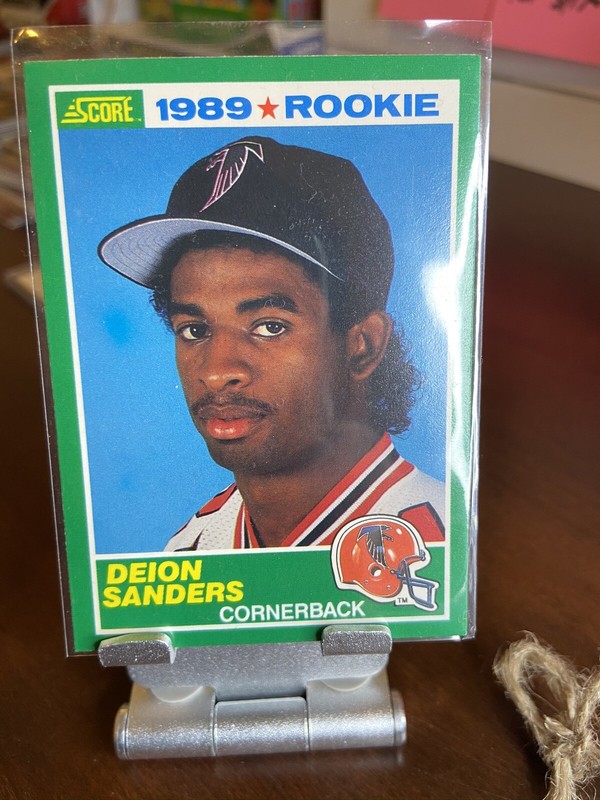 SCORE. 1989 ★ ROOKIE
DEION
SANDERS
CORNERBACK
TM